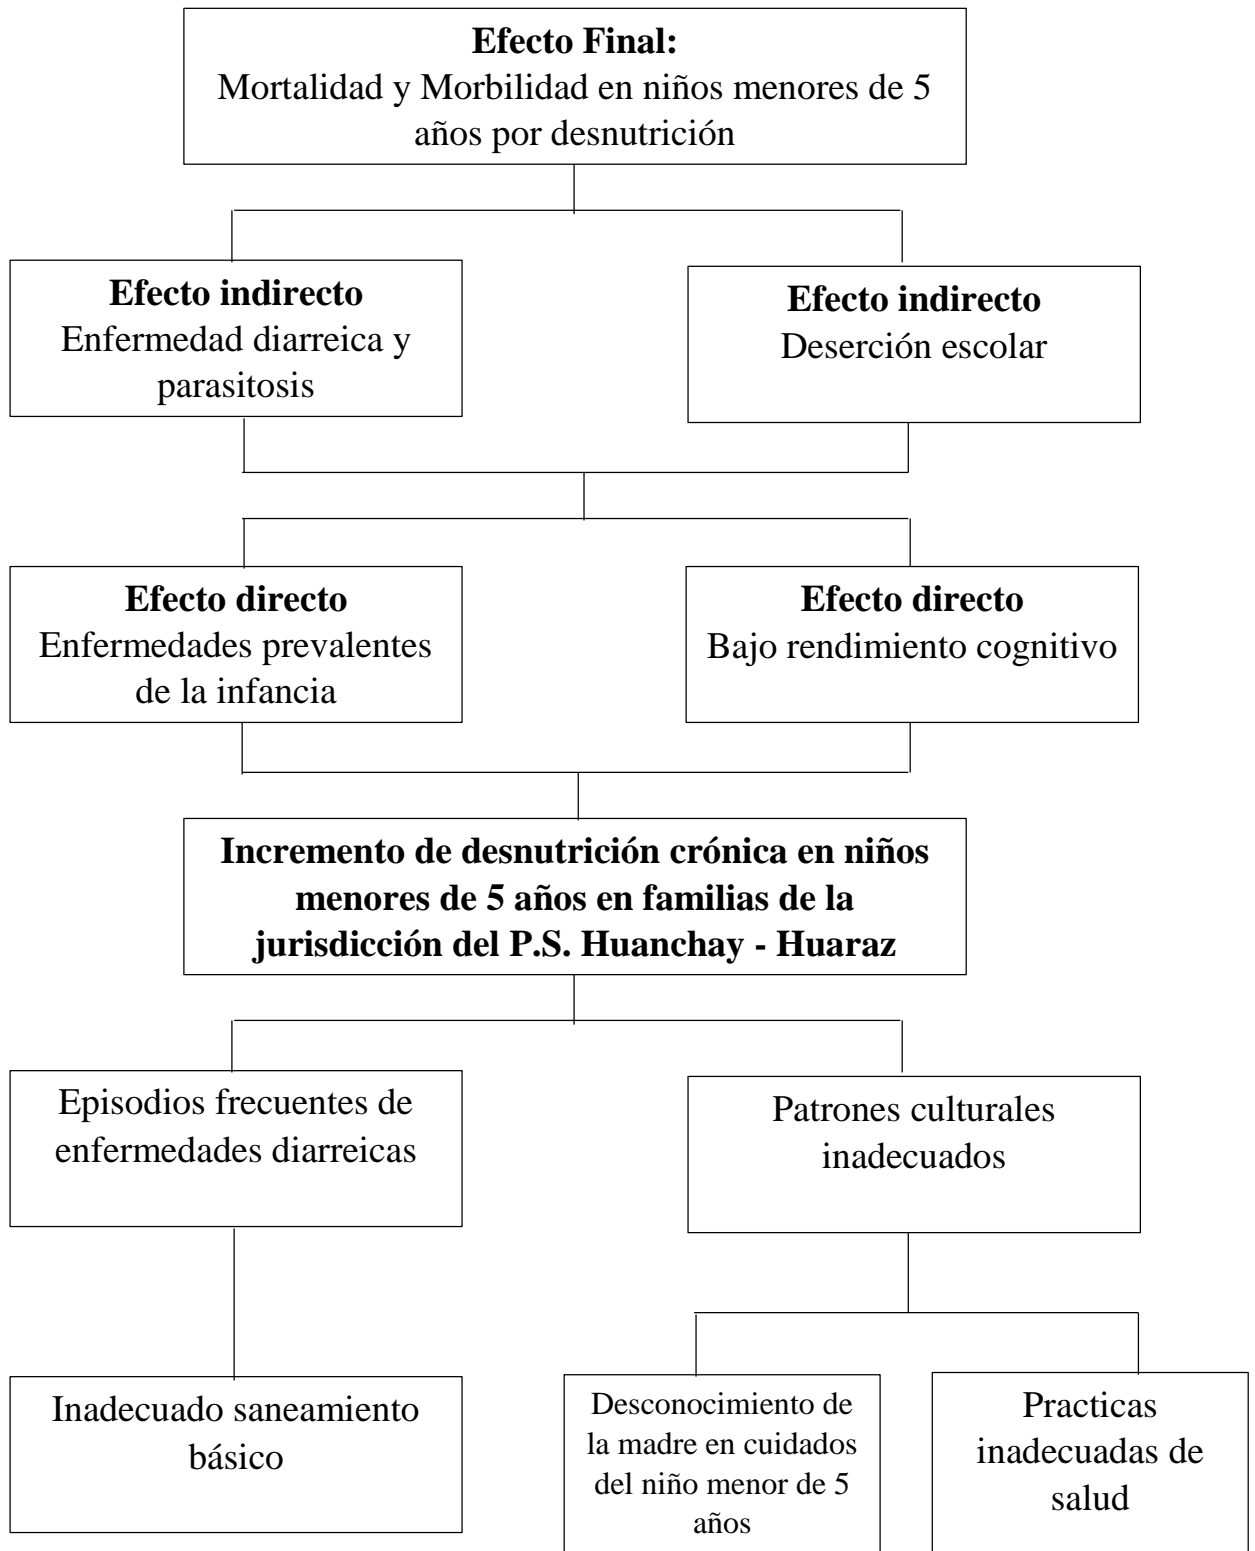 Efecto Final:
Mortalidad y Morbilidad en niños menores de 5
años por desnutrición
Efecto indirecto
Enfermedad diarreica y
parasitosis
Efecto indirecto
Deserción escolar
Efecto directo
Enfermedades prevalentes
de la infancia
Efecto directo
Bajo rendimiento cognitivo
Incremento de desnutrición crónica en niños
menores de 5 años en familias de la
jurisdicción del P.S. Huanchay - Huaraz
Episodios frecuentes de
enfermedades diarreicas
Patrones culturales
inadecuados
Inadecuado saneamiento
básico
Desconocimiento de
la madre en cuidados
del niño menor de 5
años
Practicas
inadecuadas de
salud